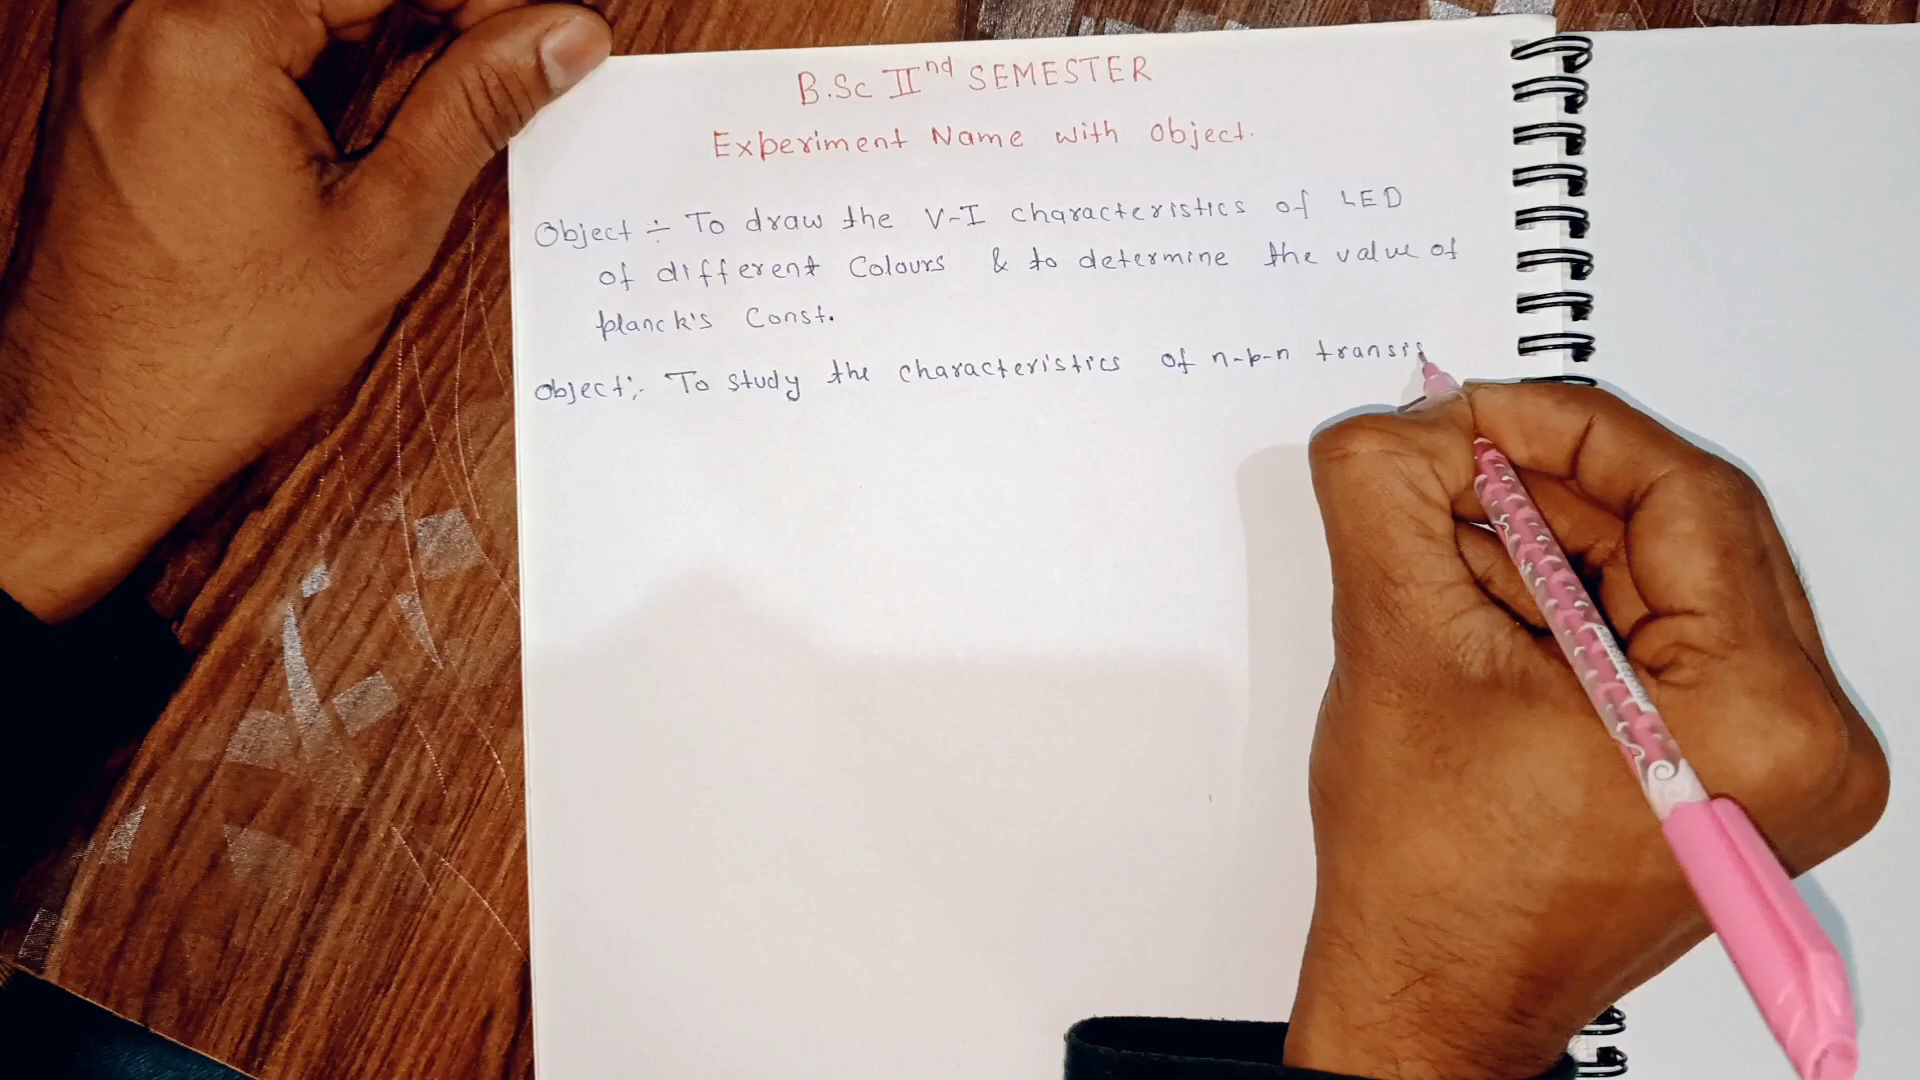 B.Sc IInd SEMESTER
Experiment Name with Object.
Object ÷ To draw the V-I characteristics of LED
of different Colours & to determine the value of
planck's Const.
Object:- To study the characteristics of n-p-n transis